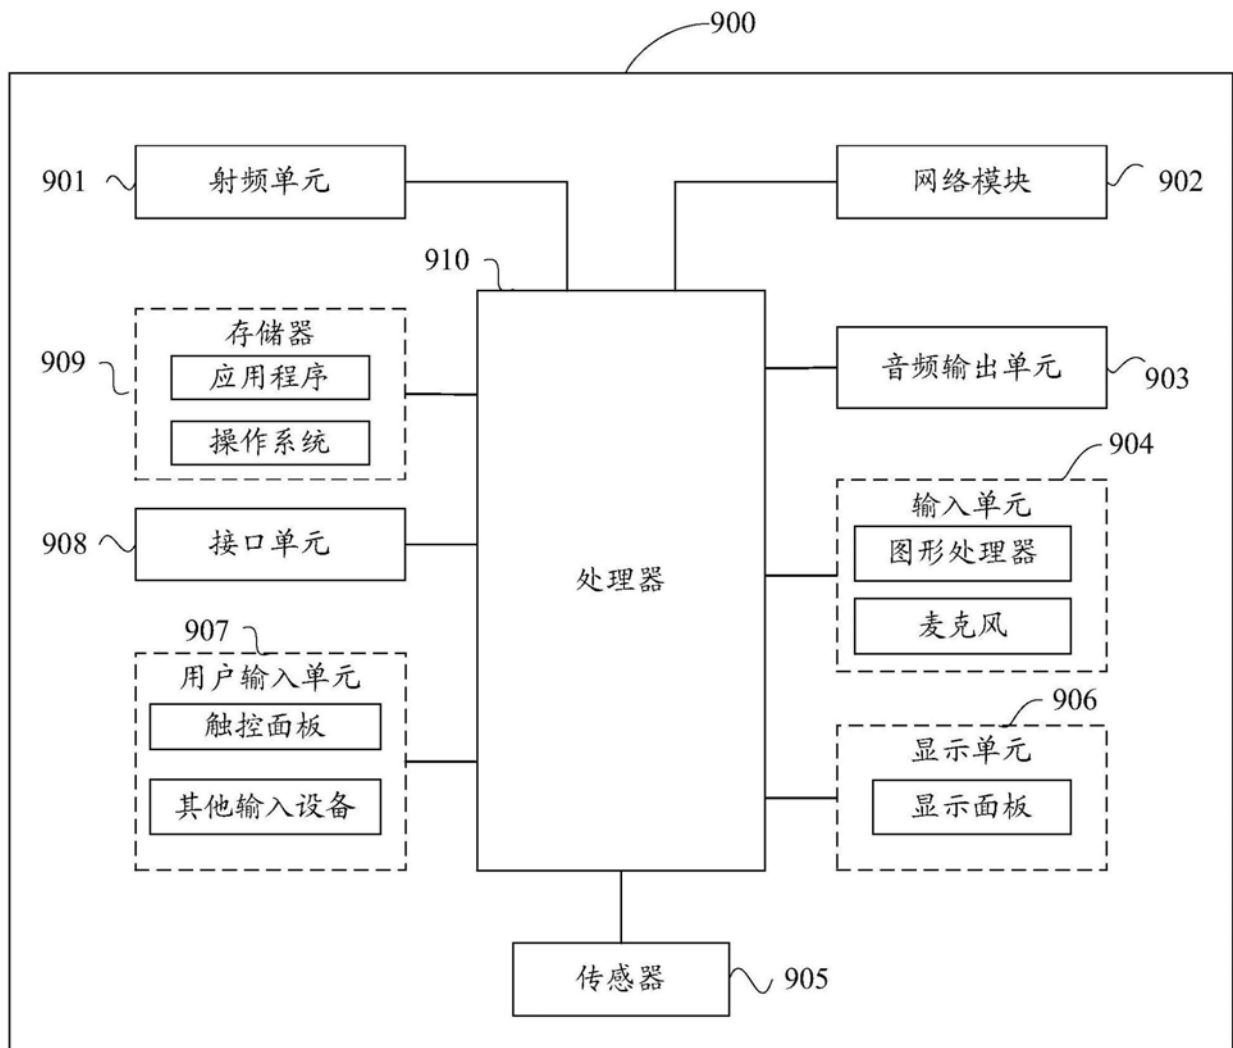 900
901
射频单元
网络模块
902
910
909
存储器
应用程序
操作系统
音频输出单元
903
904
908
接口单元
输入单元
图形处理器
麦克风
处理器
907
用户输入单元
触控面板
其他输入设备
906
显示单元
显示面板
传感器
905